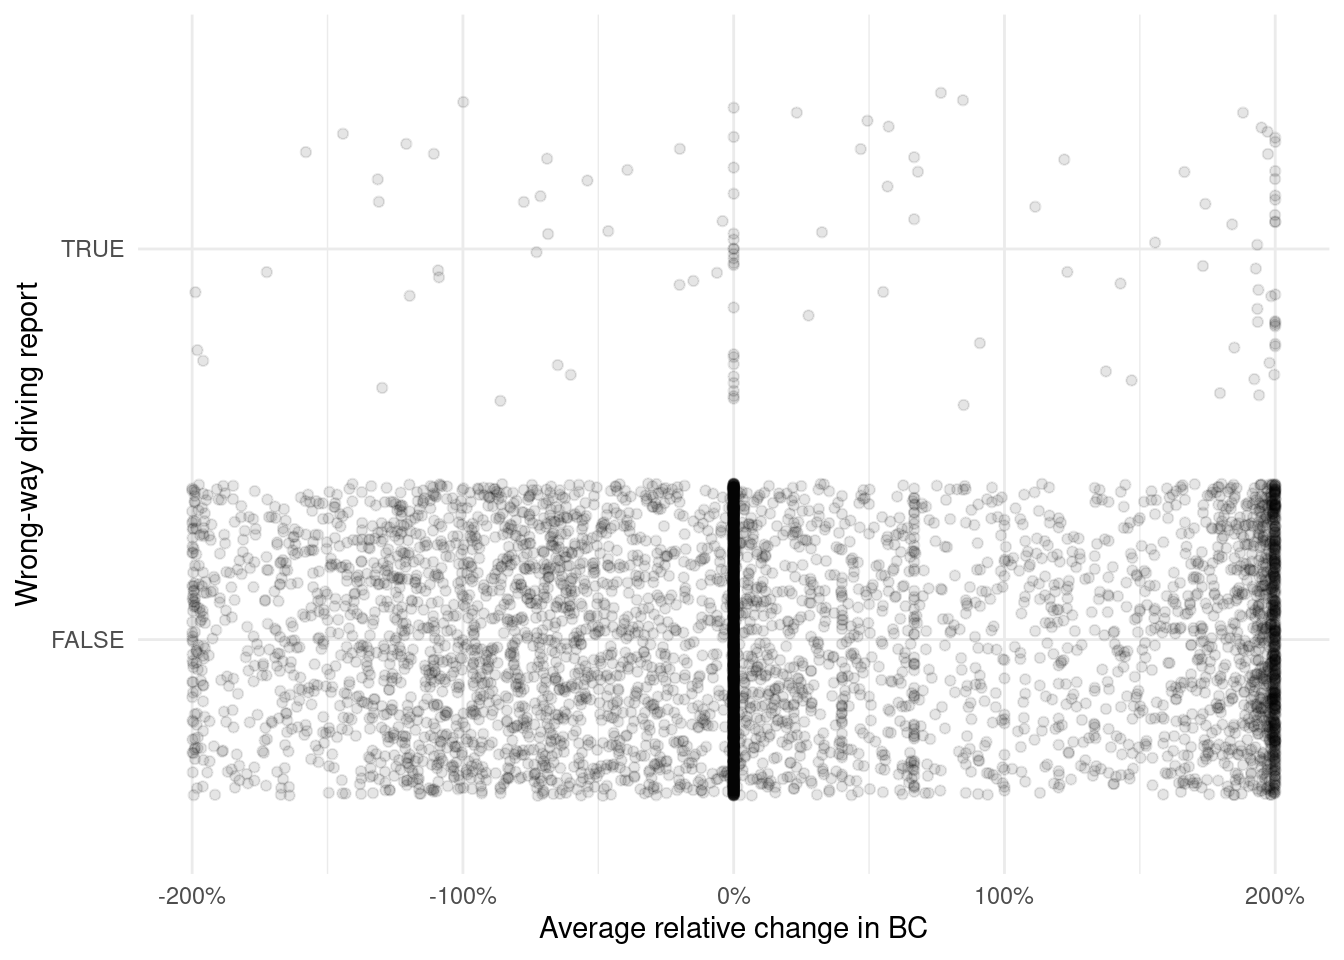 Wrong-way driving report
TRUE
FALSE
-200%
-100%
0%
100%
200%
Average relative change in BC